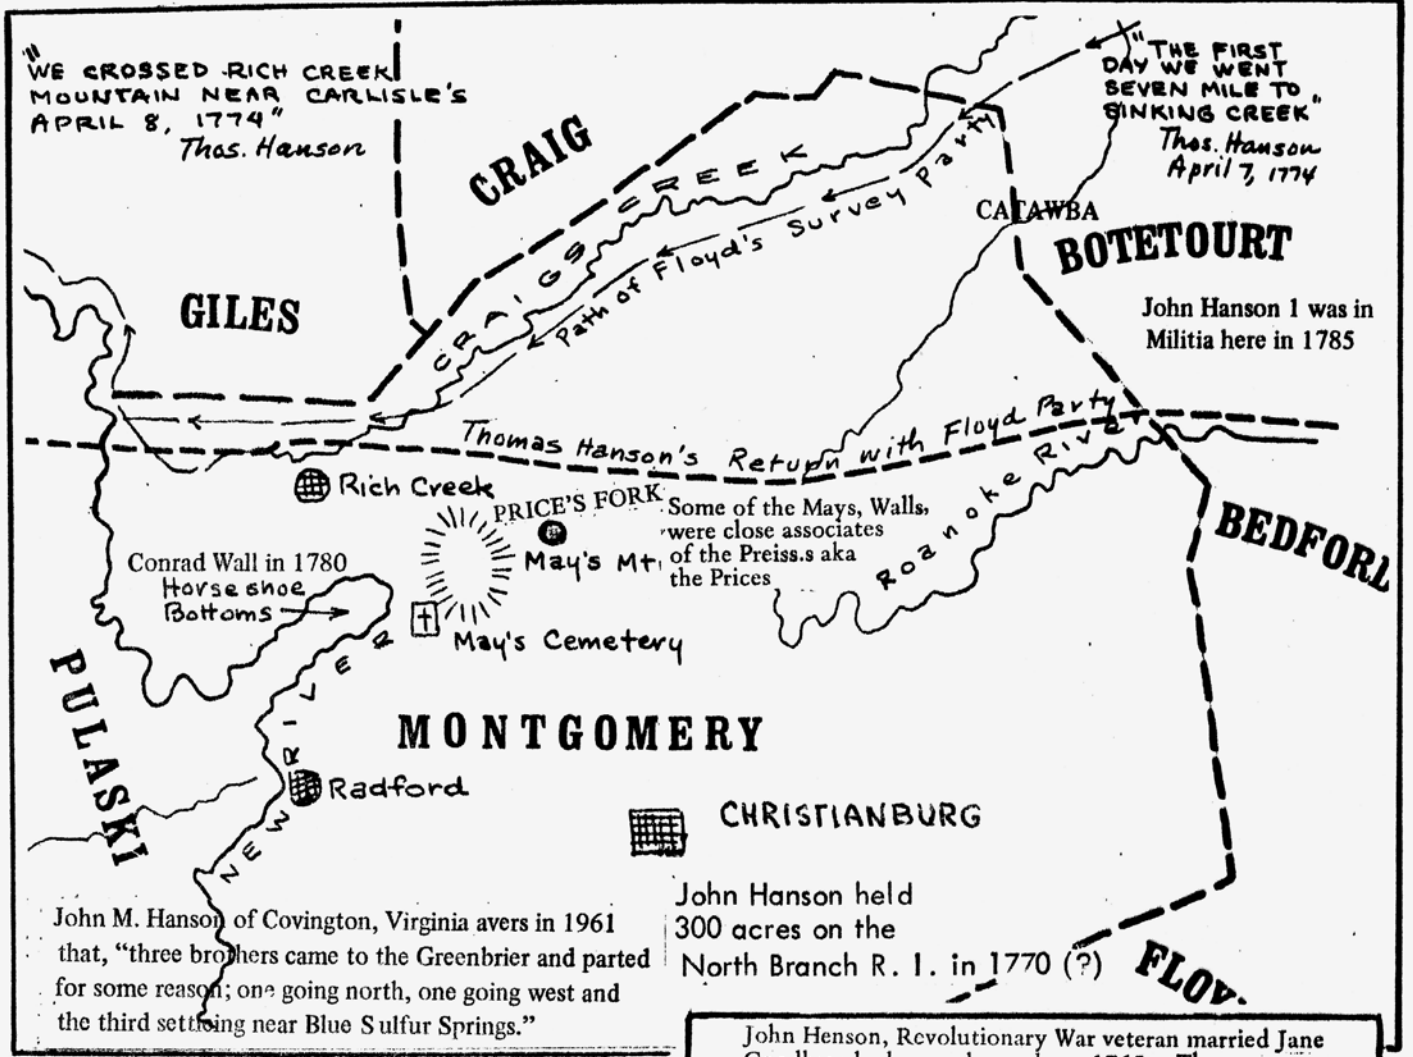 "WE CROSSED RICH CREEK
MOUNTAIN NEAR CARLISLE'S
APRIL 8, 1774"
Thos. Hanson
"THE FIRST
DAY WE WENT
SEVEN MILE TO
SINKING CREEK"
Thos. Hanson
April 7, 1774
CRAIG
CRAIGS CREEK
Path of Floyd's Survey Party
CATAWBA
BOTETOURT
GILES
John Hanson 1 was in
Militia here in 1785
Thomas Hanson's Return with Floyd Party
Roanoke River
Rich Creek
PRICE'S FORK
May's Mt.
Some of the Mays, Walls,
were close associates
of the Preiss.s aka
the Prices
BEDFORD
Conrad Wall in 1780
Horseshoe
Bottoms
May's Cemetery
PULASKI
NEW RIVER
MONTGOMERY
Radford
CHRISTIANBURG
John Hanson held
300 acres on the
North Branch R. 1. in 1770 (?)
FLOY
John M. Hanson of Covington, Virginia avers in 1961
that, "three brothers came to the Greenbrier and parted
for some reason; one going north, one going west and
the third settloing near Blue Sulfur Springs."
John Henson, Revolutionary War veteran married Jane